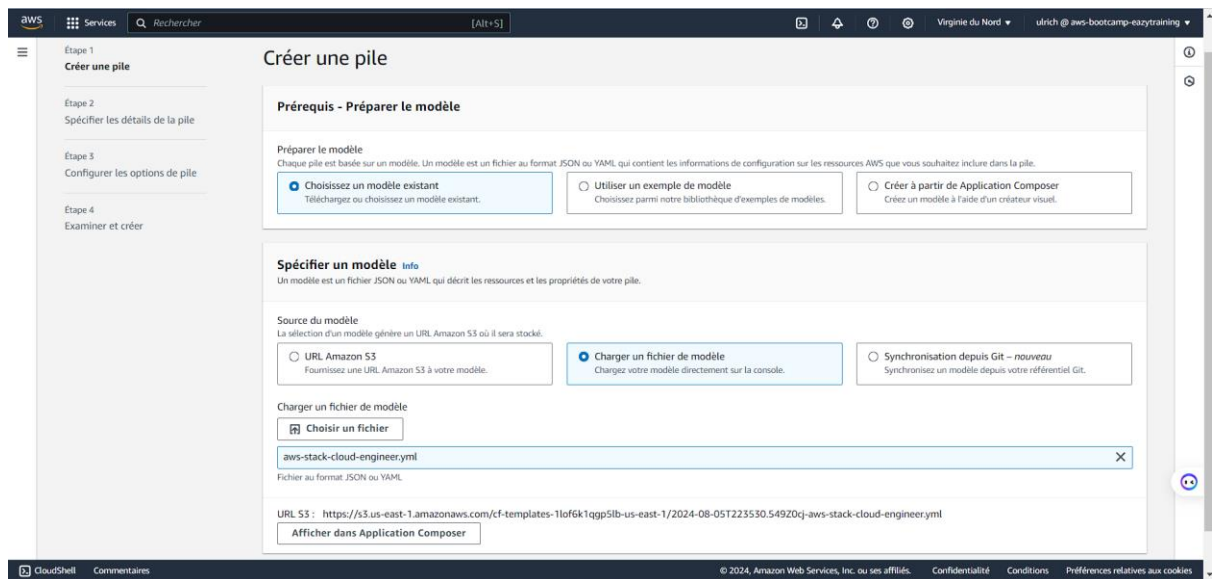 aws
Services
Rechercher
[Alt+S]
Virginie du Nord
ulrich @ aws-bootcamp-eazytraining
Étape 1
Créer une pile
Étape 2
Spécifier les détails de la pile
Étape 3
Configurer les options de pile
Étape 4
Examiner et créer
Créer une pile
Prérequis - Préparer le modèle
Préparer le modèle
Chaque pile est basée sur un modèle. Un modèle est un fichier au format JSON ou YAML qui contient les informations de configuration sur les ressources AWS que vous souhaitez inclure dans la pile.
Choisissez un modèle existant
Téléchargez ou choisissez un modèle existant.
Utiliser un exemple de modèle
Choisissez parmi notre bibliothèque d'exemples de modèles.
Créer à partir de Application Composer
Créez un modèle à l'aide d'un créateur visuel.
Spécifier un modèle Info
Un modèle est un fichier JSON ou YAML qui décrit les ressources et les propriétés de votre pile.
Source du modèle
La sélection d'un modèle génère un URL Amazon S3 où il sera stocké.
URL Amazon S3
Fournissez une URL Amazon S3 à votre modèle.
Charger un fichier de modèle
Chargez votre modèle directement sur la console.
Synchronisation depuis Git – nouveau
Synchronisez un modèle depuis votre référentiel Git.
Charger un fichier de modèle
Choisir un fichier
aws-stack-cloud-engineer.yml
Fichier au format JSON ou YAML
URL S3 : https://s3.us-east-1.amazonaws.com/cf-templates-1lof6k1qgp5lb-us-east-1/2024-08-05T223530.549Z0cj-aws-stack-cloud-engineer.yml
Afficher dans Application Composer
CloudShell
Commentaires
© 2024, Amazon Web Services, Inc. ou ses affiliés.
Confidentialité
Conditions
Préférences relatives aux cookies